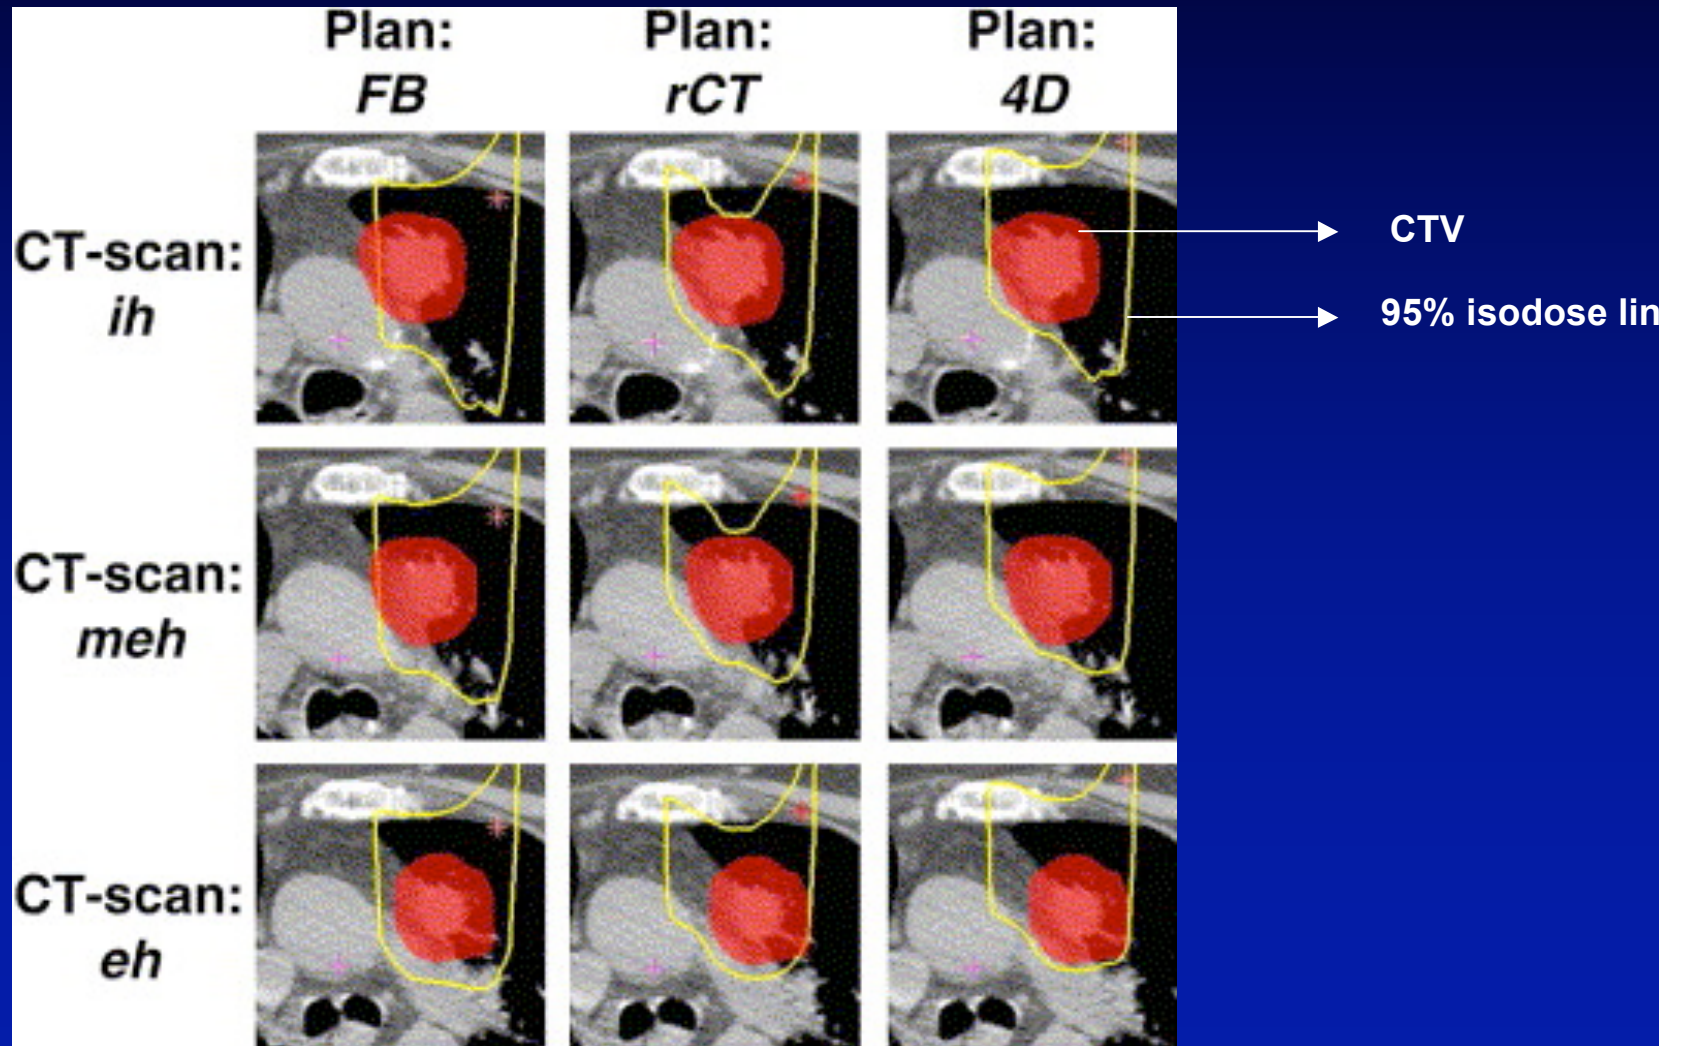 Plan: Plan: Plan:
FB rCT 4D
CT-scan:
ih
CTV
95% isodose lin
CT-scan:
meh
CT-scan:
eh